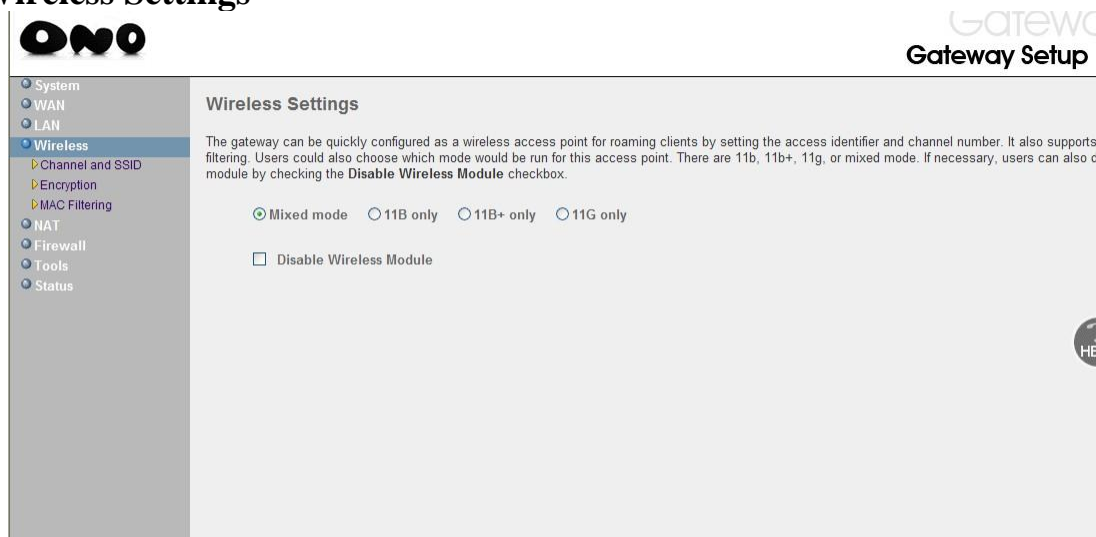 Wireless Settings
ONO
Gateway Setup
System
WAN
LAN
Wireless
Channel and SSID
Encryption
MAC Filtering
NAT
Firewall
Tools
Status
Wireless Settings
The gateway can be quickly configured as a wireless access point for roaming clients by setting the access identifier and channel number. It also supports
filtering. Users could also choose which mode would be run for this access point. There are 11b, 11b+, 11g, or mixed mode. If necessary, users can also
module by checking the Disable Wireless Module checkbox.
Mixed mode 11B only 11B+ only 11G only
Disable Wireless Module